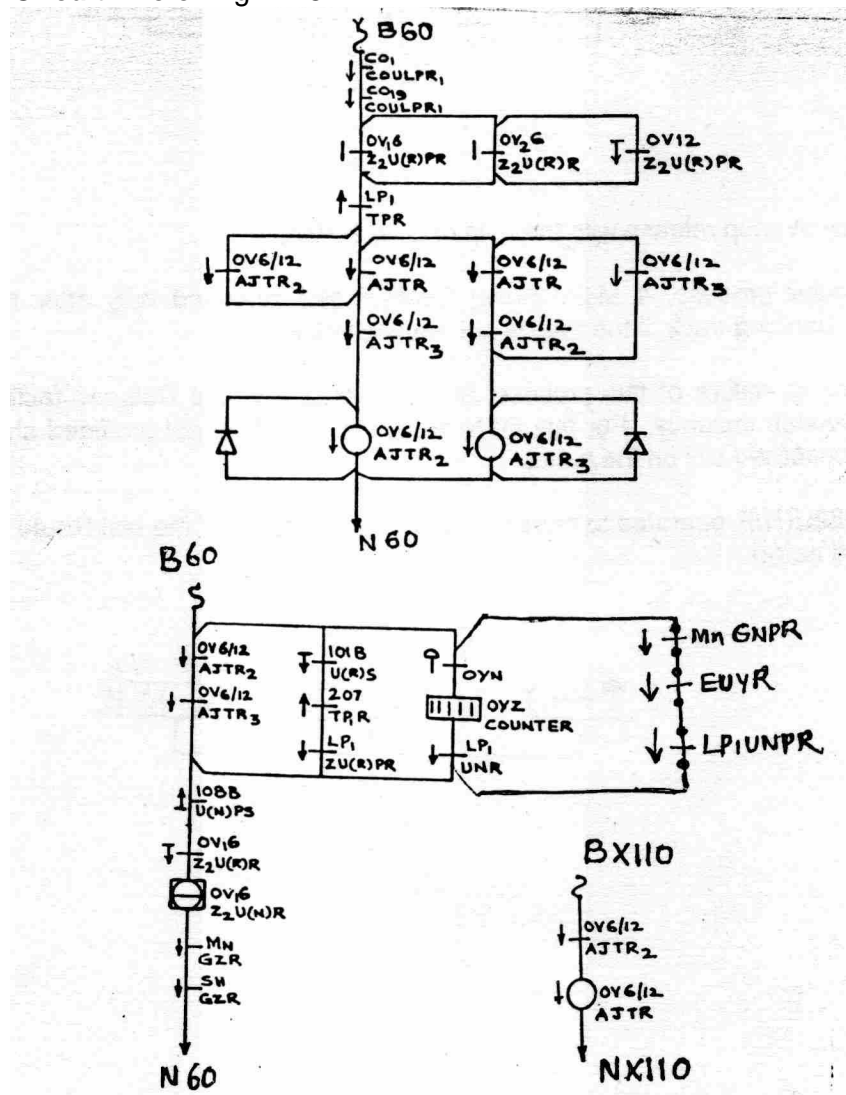 B60
CO1
COULPR1
CO19
COULPR1
OV16
Z2U(R)PR
OV26
Z2U(R)R
OV12
Z2U(R)PR
LP1
TPR
OV6/12
AJTR2
OV6/12
AJTR
OV6/12
AJTR
OV6/12
AJTR3
OV6/12
AJTR3
OV6/12
AJTR2
OV6/12
AJTR2
OV6/12
AJTR3
N60
B60
OV6/12
AJTR2
OV6/12
AJTR3
101B
U(R)S
207
TP1R
LP1
ZU(R)PR
OYN
OYZ
COUNTER
LP1
UNR
Mn GNPR
EUYR
LP1UNPR
108B
U(N)PS
OV16
Z2U(R)R
OV16
Z2U(N)R
MN
GZR
SH
GZR
N60
BX110
OV6/12
AJTR2
OV6/12
AJTR
NX110